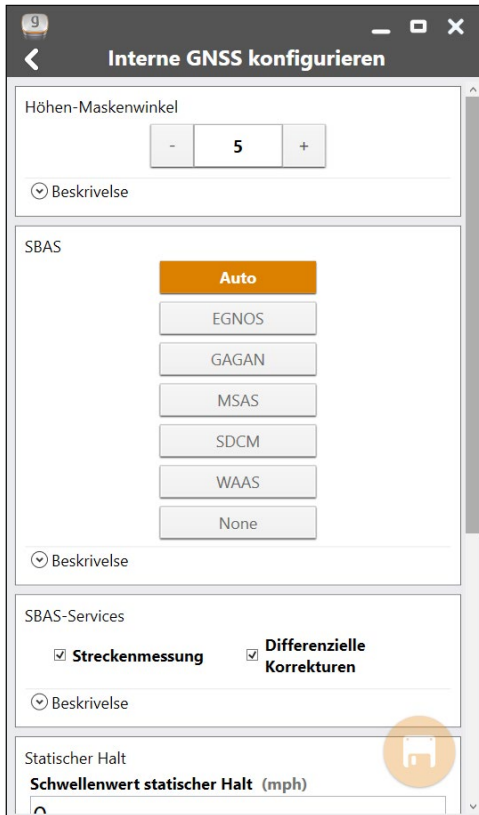 g
Interne GNSS konfigurieren
Höhen-Maskenwinkel
- 5 +
Beskrivelse
SBAS
Auto
EGNOS
GAGAN
MSAS
SDCM
WAAS
None
Beskrivelse
SBAS-Services
Streckenmessung
Differenzielle
Korrekturen
Beskrivelse
Statischer Halt
Schwellenwert statischer Halt (mph)